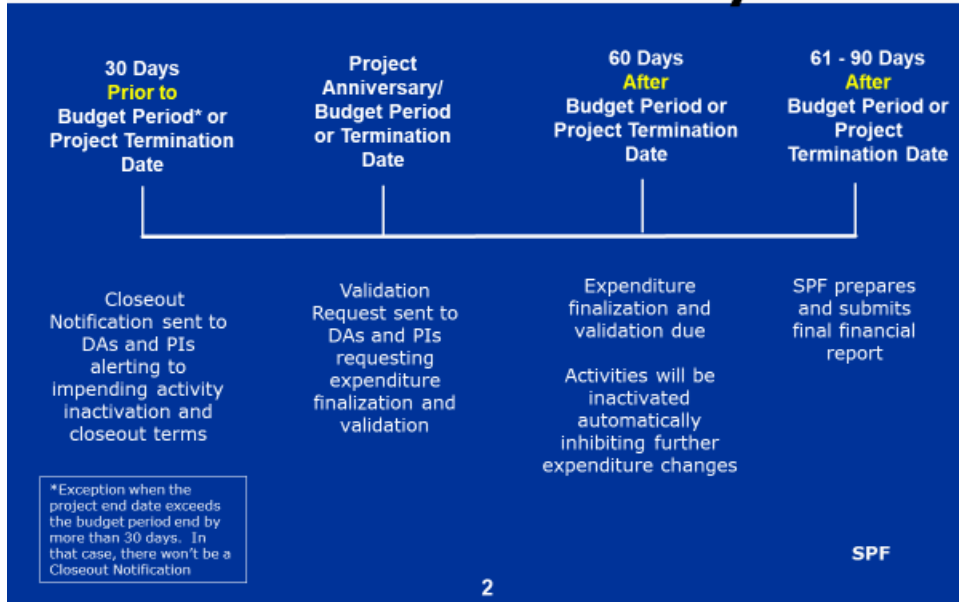 30 Days
Prior to
Budget Period* or
Project Termination
Date
Project
Anniversary/
Budget Period
or Termination
Date
60 Days
After
Budget Period or
Project Termination
Date
61 - 90 Days
After
Budget Period or
Project
Termination Date
Closeout
Notification sent to
DAs and PIs
alerting to
impending activity
inactivation and
closeout terms
Validation
Request sent to
DAs and PIs
requesting
expenditure
finalization and
validation
Expenditure
finalization and
validation due
Activities will be
inactivated
automatically
inhibiting further
expenditure changes
SPF prepares
and submits
final financial
report
*Exception when the
project end date exceeds
the budget period end by
more than 30 days. In
that case, there won't be a
Closeout Notification
SPF
2